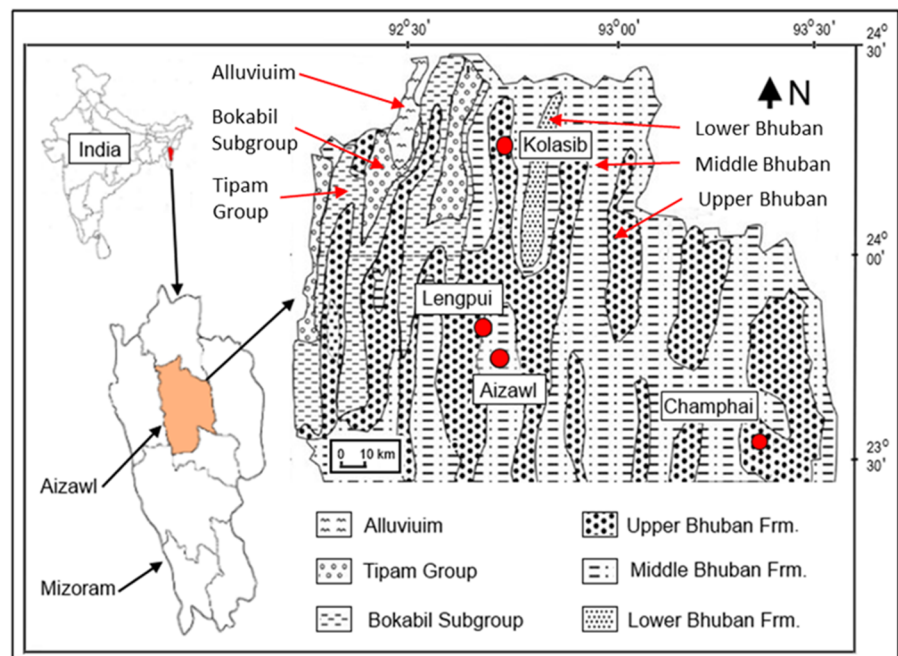 92°30'
93°00'
93°30'
24°
30'
Alluviuim
Bokabil
Subgroup
Tipam
Group
India
N
Lower Bhuban
Kolasib
Middle Bhuban
Upper Bhuban
24°
00'
Lengpui
Aizawl
Champhai
0 10 km
23°
30'
Aizawl
Mizoram
Alluviuim
Upper Bhuban Frm.
Tipam Group
Middle Bhuban Frm.
Bokabil Subgroup
Lower Bhuban Frm.